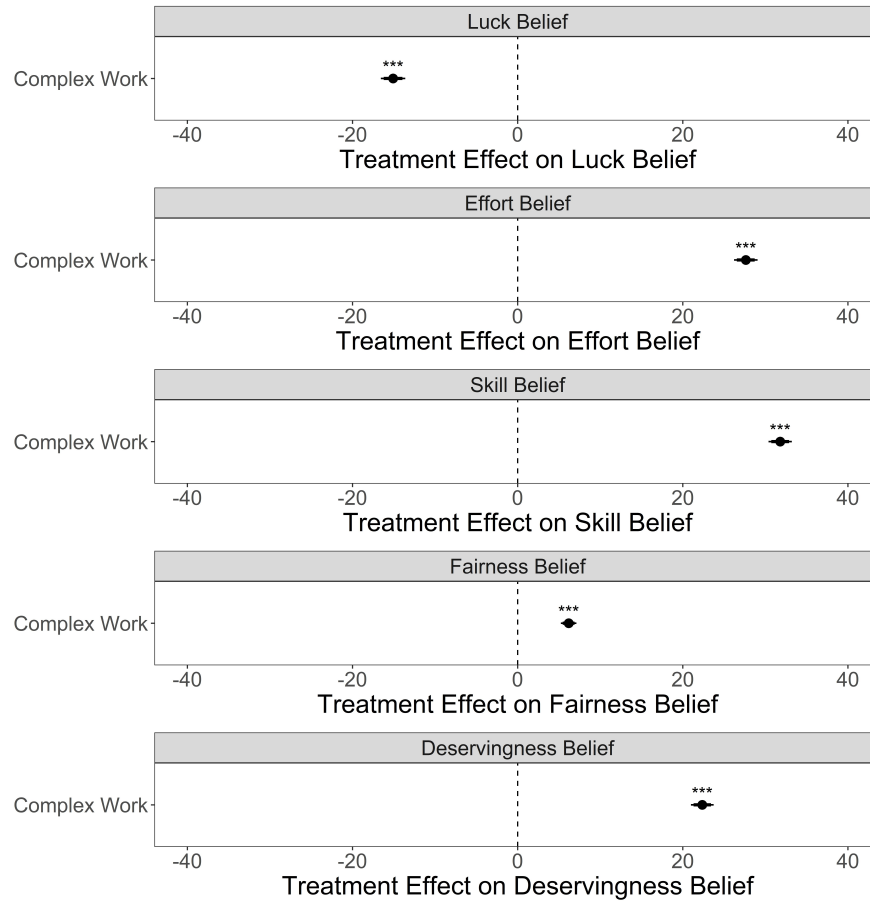 Luck Belief
***
Complex Work
-40 -20 0 20 40
Treatment Effect on Luck Belief
Effort Belief
***
Complex Work
-40 -20 0 20 40
Treatment Effect on Effort Belief
Skill Belief
***
Complex Work
-40 -20 0 20 40
Treatment Effect on Skill Belief
Fairness Belief
***
Complex Work
-40 -20 0 20 40
Treatment Effect on Fairness Belief
Deservingness Belief
***
Complex Work
-40 -20 0 20 40
Treatment Effect on Deservingness Belief